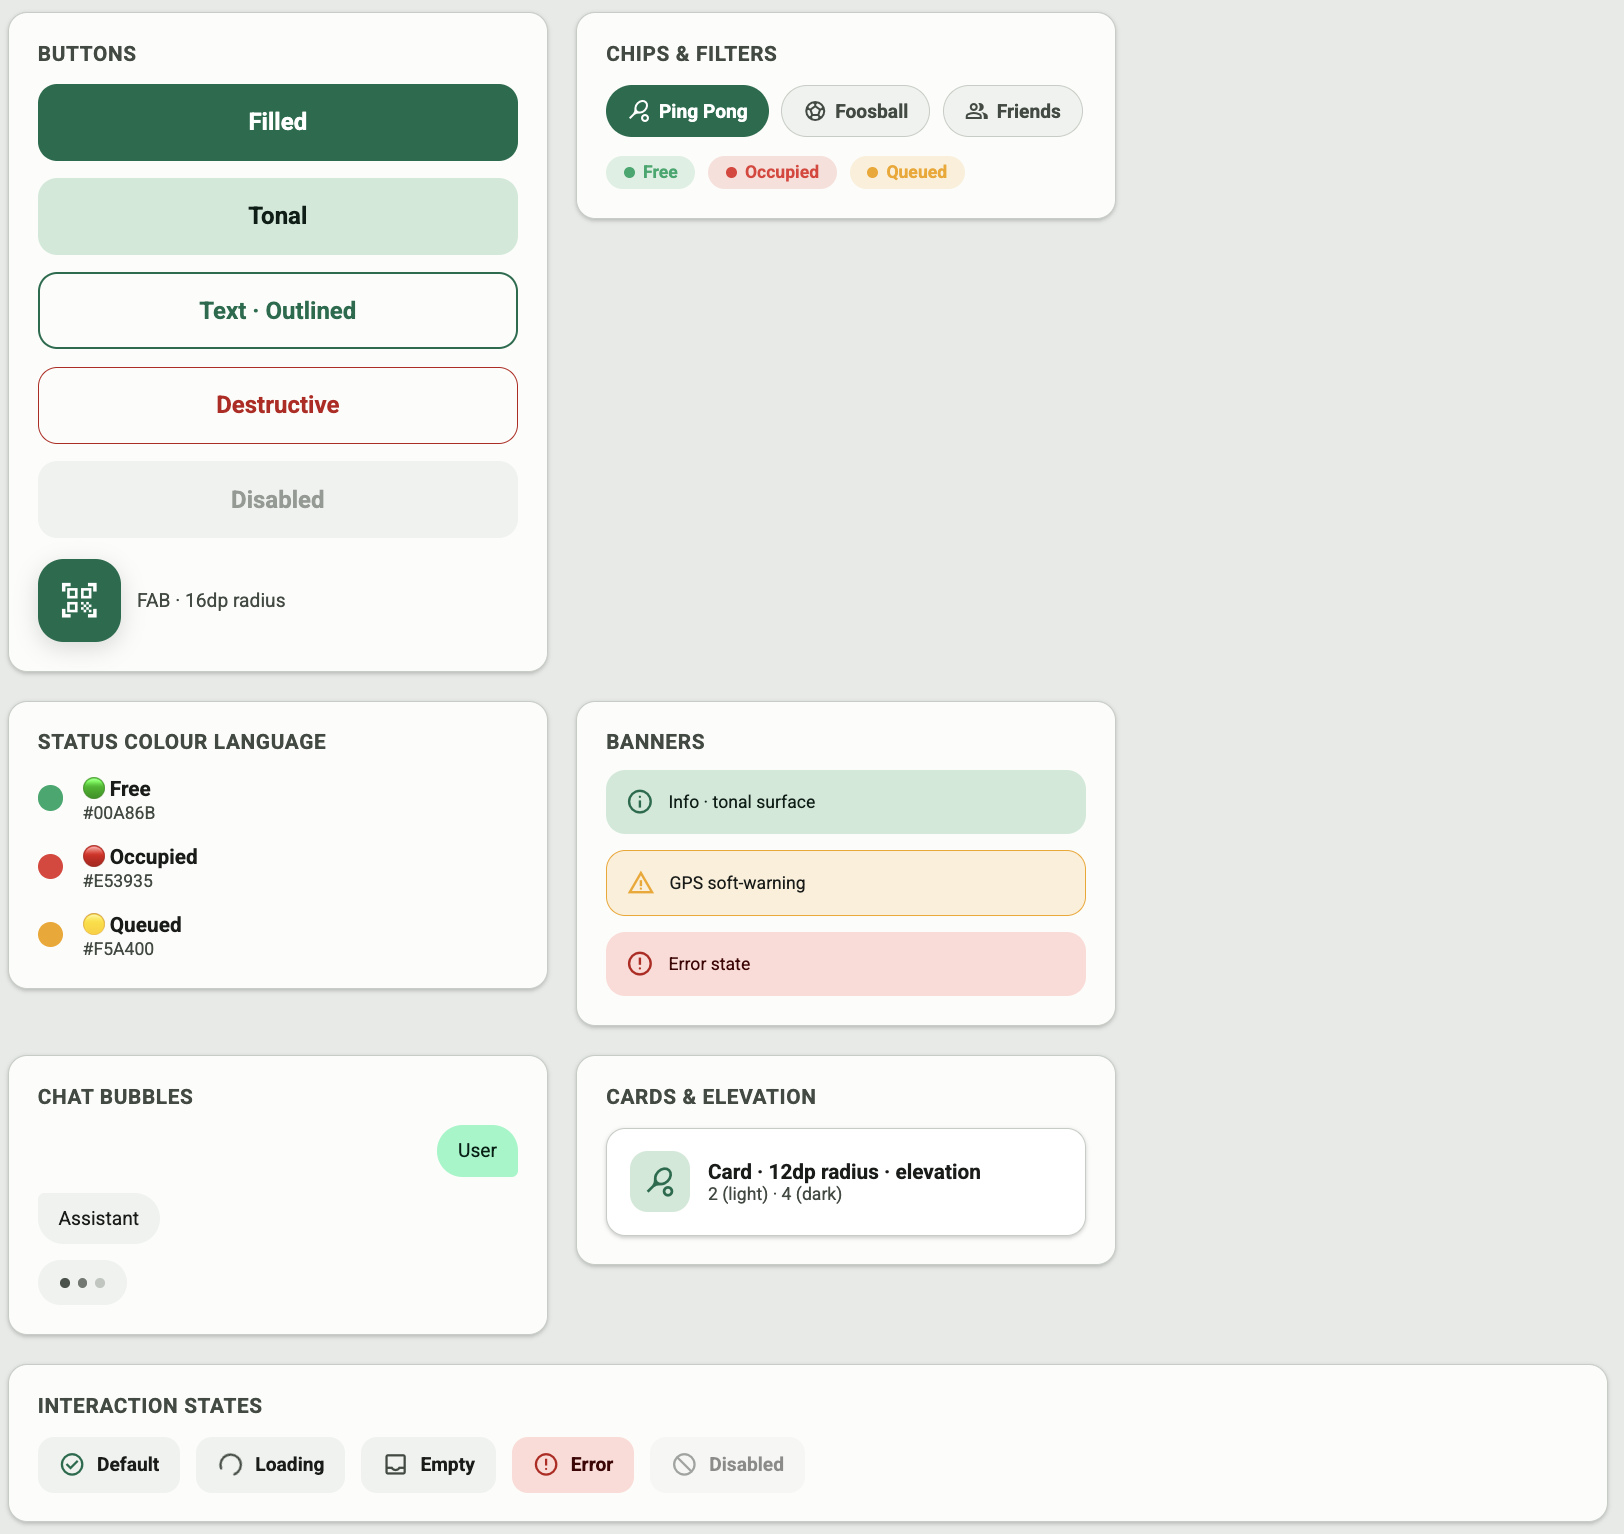 BUTTONS
Filled
Tonal
Text · Outlined
Destructive
Disabled
FAB · 16dp radius
CHIPS & FILTERS
Ping Pong
Foosball
Friends
Free
Occupied
Queued
STATUS COLOUR LANGUAGE
Free
#00A86B
Occupied
#E53935
Queued
#F5A400
BANNERS
Info · tonal surface
GPS soft-warning
Error state
CHAT BUBBLES
User
Assistant
CARDS & ELEVATION
Card · 12dp radius · elevation
2 (light) · 4 (dark)
INTERACTION STATES
Default
Loading
Empty
Error
Disabled